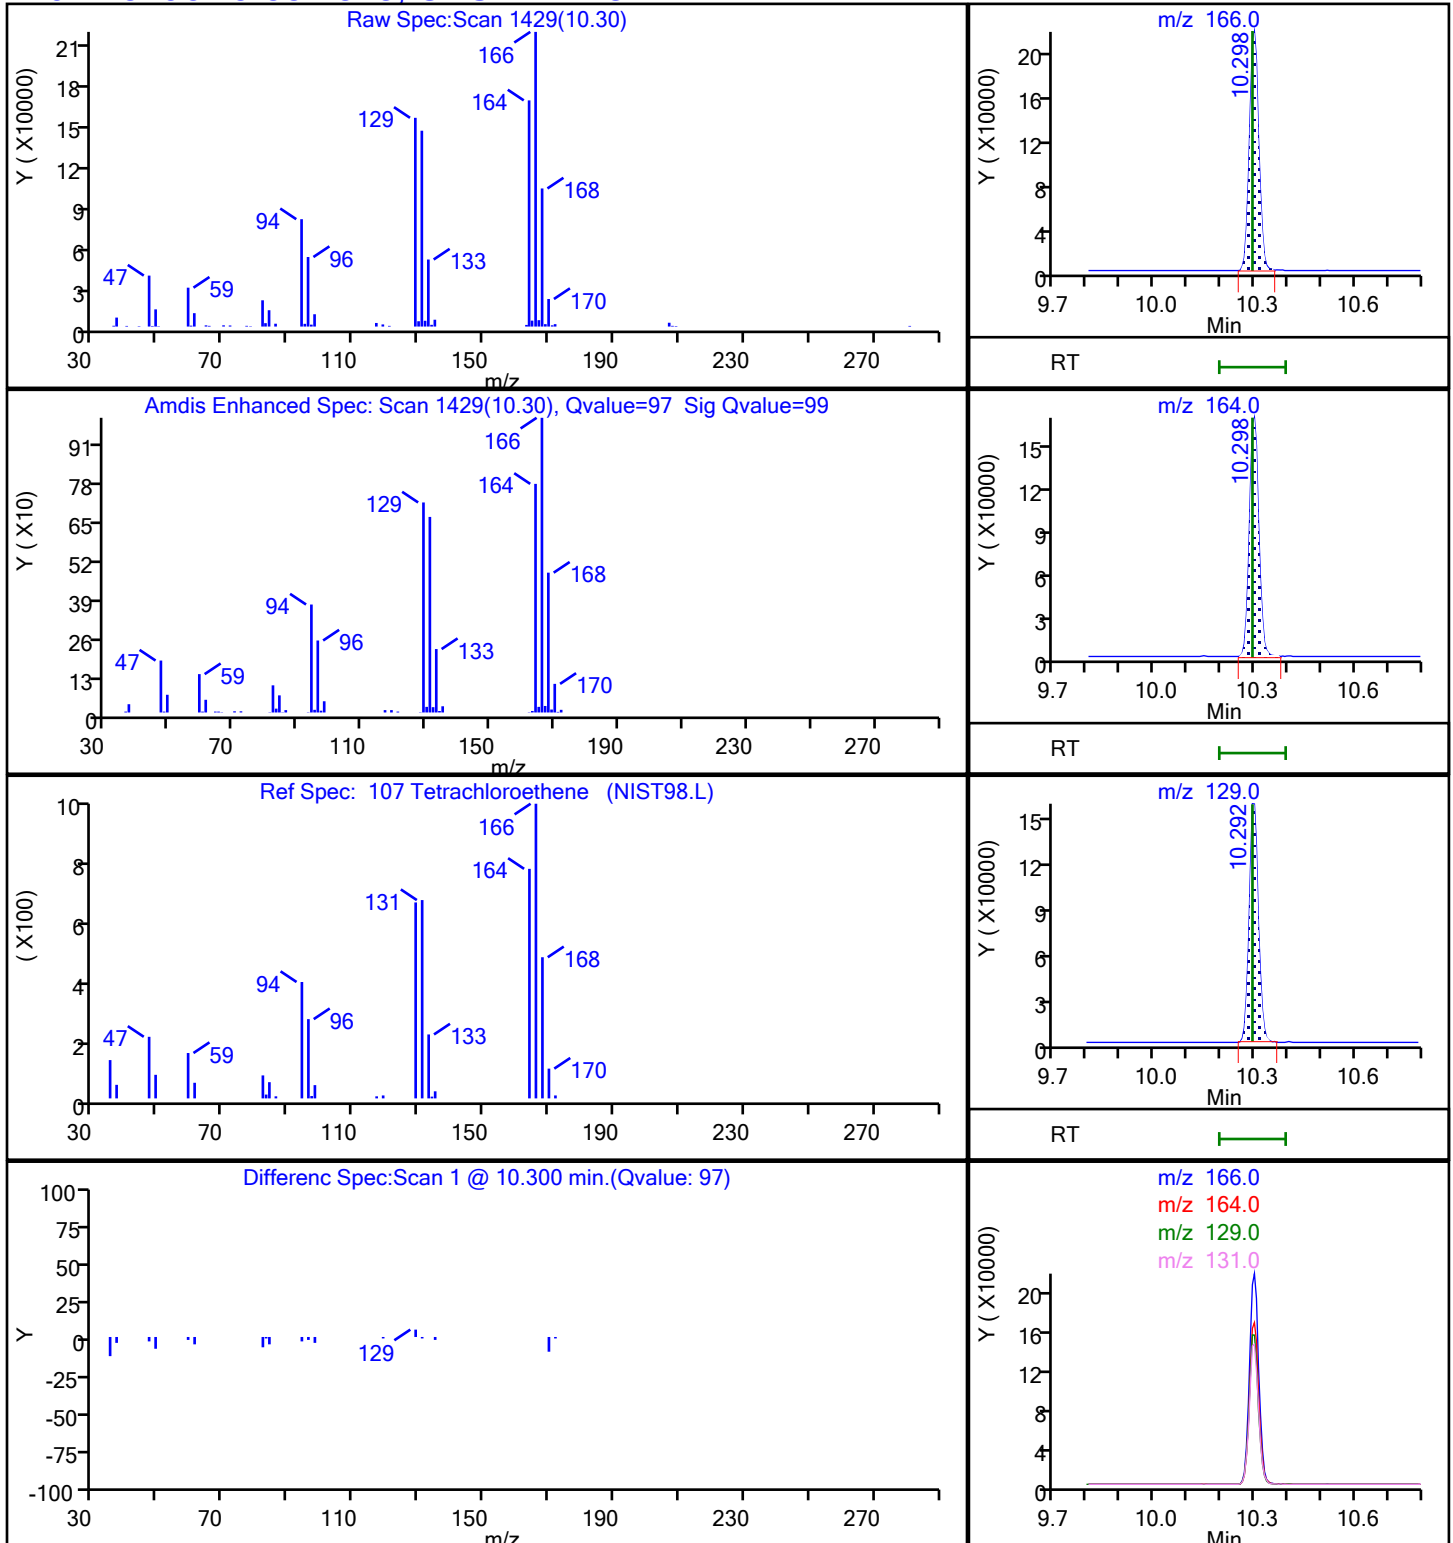 Raw Spec:Scan 1429(10.30)
Y ( X10000)
21
18
15
12
9
6
3
0
166
164
129
168
94
96
133
47
59
170
30 70 110 150 190 230 270
m/z
m/z 166.0
Y ( X10000)
20
16
12
8
4
0
10.298
9.7 10.0 10.3 10.6
Min
RT
Amdis Enhanced Spec: Scan 1429(10.30), Qvalue=97 Sig Qvalue=99
Y ( X10)
91
78
65
52
39
26
13
0
166
164
129
168
94
96
133
47
59
170
30 70 110 150 190 230 270
m/z
m/z 164.0
Y ( X10000)
15
12
9
6
3
0
10.298
9.7 10.0 10.3 10.6
Min
RT
Ref Spec: 107 Tetrachloroethene (NIST98.L)
( X100)
10
8
6
4
2
0
166
164
131
168
94
96
133
47
59
170
30 70 110 150 190 230 270
m/z 129.0
Y ( X10000)
15
12
9
6
3
0
10.292
9.7 10.0 10.3 10.6
Min
RT
Differenc Spec:Scan 1 @ 10.300 min.(Qvalue: 97)
Y
100
75
50
25
0
-25
-50
-75
-100
129
30 70 110 150 190 230 270
m/z
m/z 166.0
m/z 164.0
m/z 129.0
m/z 131.0
Y ( X10000)
20
16
12
8
4
0
9.7 10.0 10.3 10.6
Min